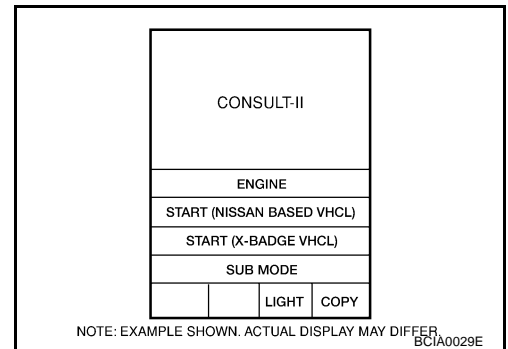 CONSULT-II
ENGINE
START (NISSAN BASED VHCL)
START (X-BADGE VHCL)
SUB MODE
LIGHT COPY
NOTE: EXAMPLE SHOWN. ACTUAL DISPLAY MAY DIFFER.
BCIA0029E